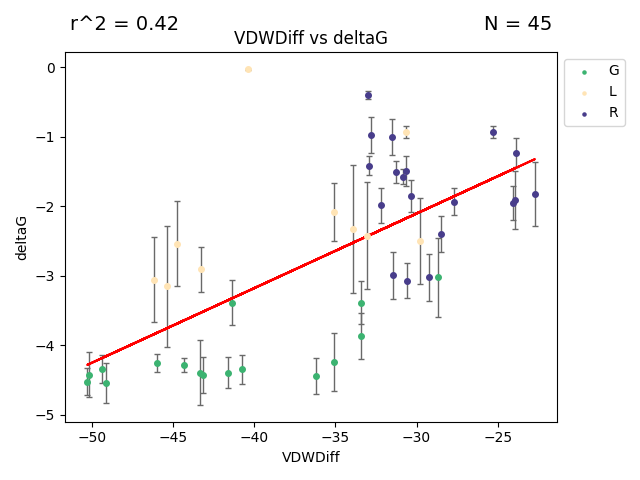 r^2 = 0.42
N = 45
VDWDiff vs deltaG
G
L
R
0
−1
−2
−3
−4
−5
deltaG
−50
−45
−40
−35
−30
−25
VDWDiff